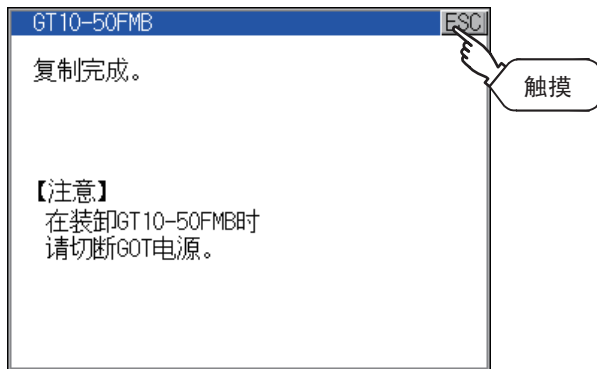 GT10-50FMB
ESC
复制完成。
触摸
【注意】
在装卸GT10-50FMB时
请切断GOT电源。